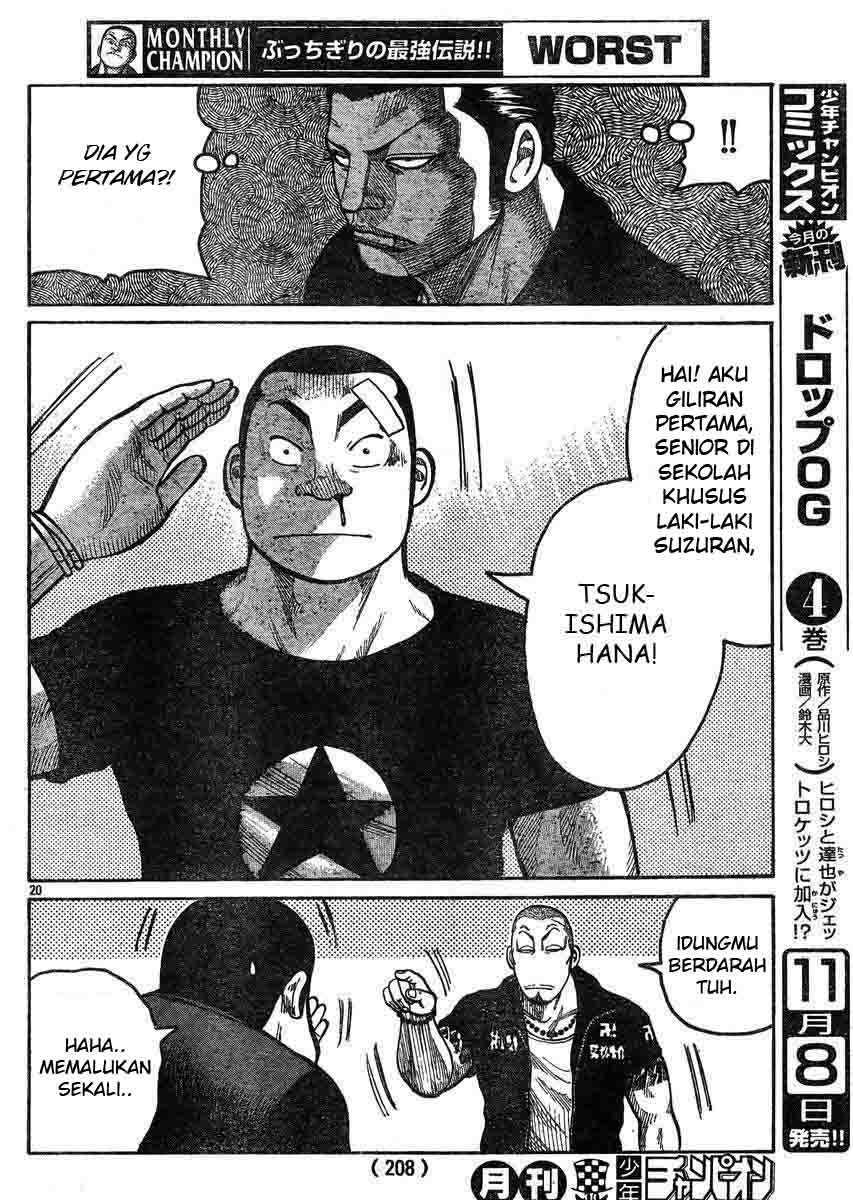 MONTHLY
CHAMPION
ぶっちぎりの最強伝説!!
WORST
!!
DIA YG
PERTAMA?!
HAI! AKU
GILIRAN
PERTAMA,
SENIOR DI
SEKOLAH
KHUSUS
LAKI-LAKI
SUZURAN,
TSUK-
ISHIMA
HANA!
20
IDUNGMU
BERDARAH
TUH.
HAHA..
MEMALUKAN
SEKALI..
少年チャンピオン
コミックス
今月の
新刊
ドロップOG
4
巻
原作/品川ヒロシ
漫画/鈴木大
ヒロシと達也がジェッ
トロケッツに加入!?
11
月
8
日
発売!!
(208)
月刊
少年
チャンピオン